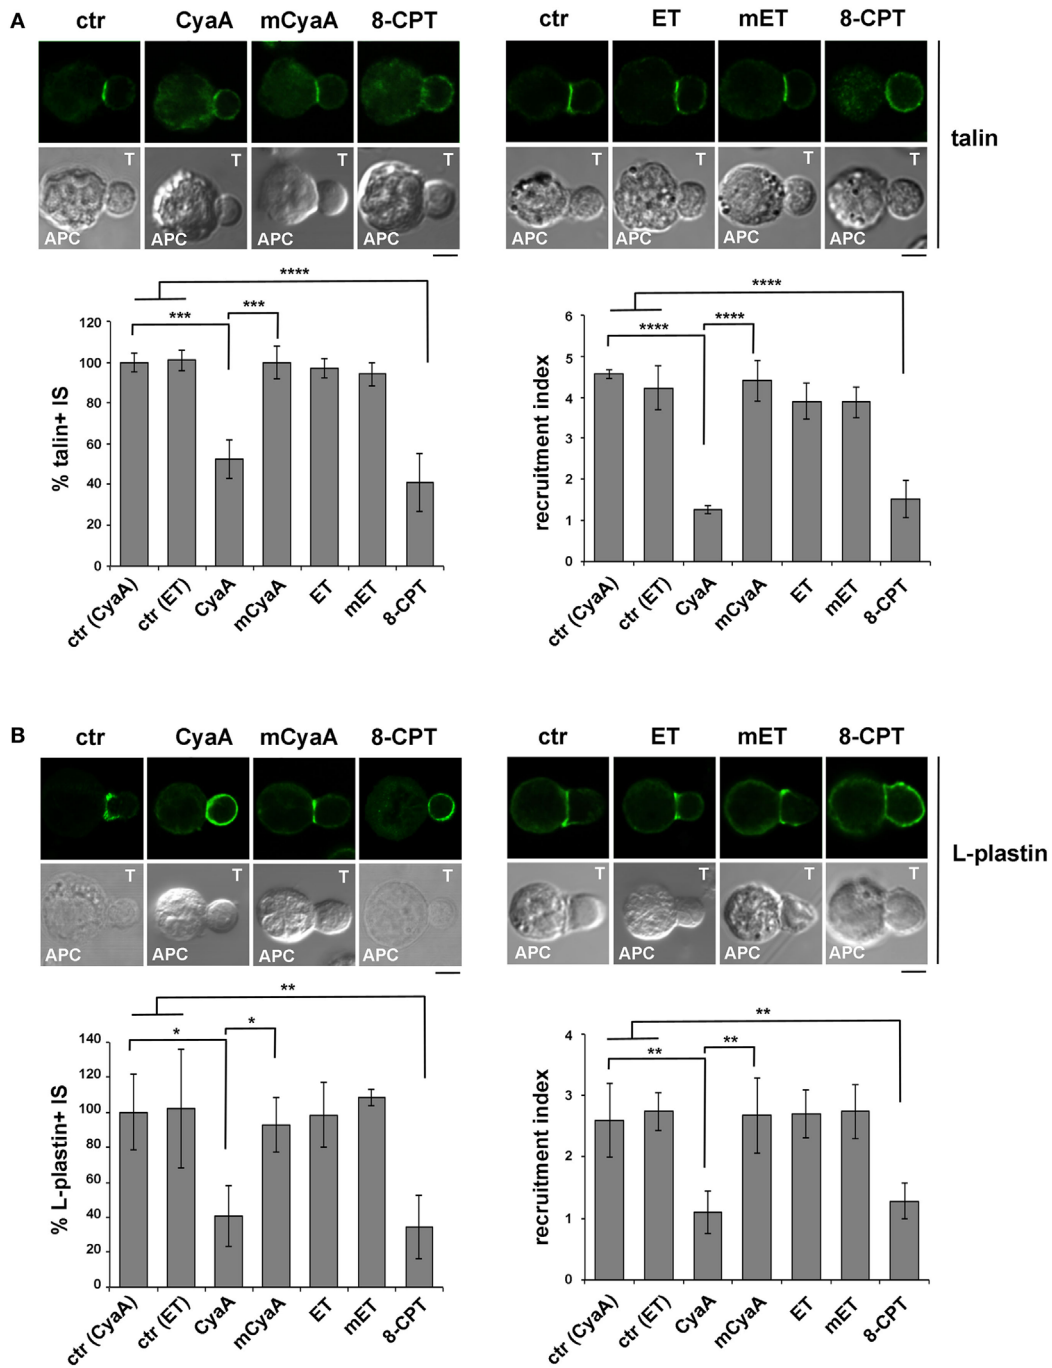 A
ctr CyaA mCyaA 8-CPT
ctr ET mET 8-CPT
T T T T
T T T T
APC APC APC APC
APC APC APC APC
talin
****
*** ***
% talin+ IS
120
100
80
60
40
20
0
ctr (CyaA) ctr (ET) CyaA mCyaA ET mET 8-CPT
****
**** ****
recruitment index
6
5
4
3
2
1
0
ctr (CyaA) ctr (ET) CyaA mCyaA ET mET 8-CPT
B
ctr CyaA mCyaA 8-CPT
ctr ET mET 8-CPT
T T T T
T T T T
APC APC APC APC
APC APC APC APC
L-plastin
**
* *
% L-plastin+ IS
140
120
100
80
60
40
20
0
ctr (CyaA) ctr (ET) CyaA mCyaA ET mET 8-CPT
**
** **
recruitment index
4
3
2
1
0
ctr (CyaA) ctr (ET) CyaA mCyaA ET mET 8-CPT